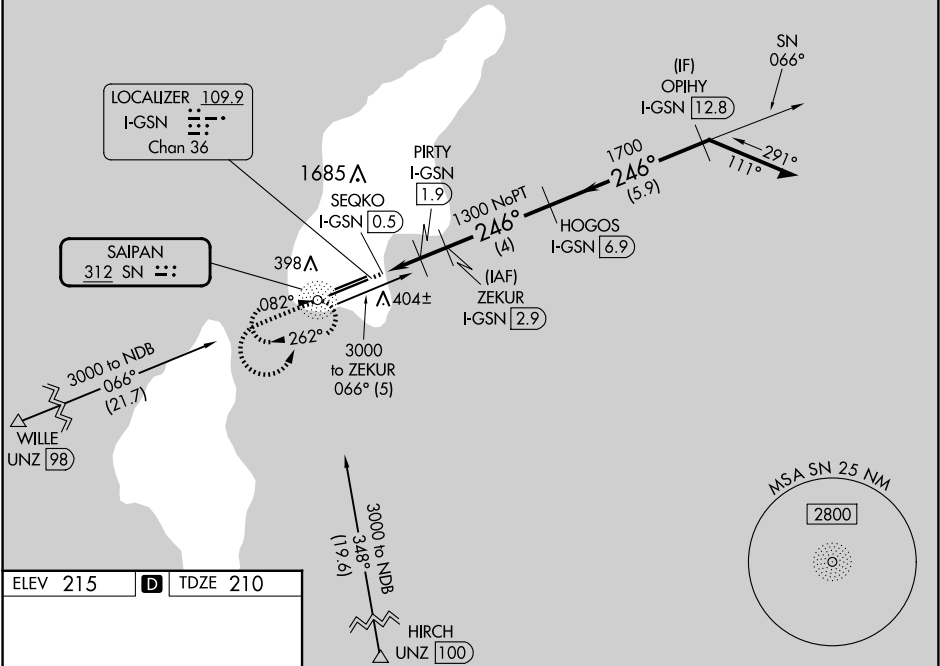 SN
066°
(IF)
OPIHY
I-GSN 12.8
LOCALIZER 109.9
I-GSN
Chan 36
291°
111°
1700
246°
(5.9)
PIRTY
I-GSN
1.9
1685
SEQKO
I-GSN 0.5
1300 NoPT
246°
(4)
HOGOS
I-GSN 6.9
SAIPAN
312 SN
398
(IAF)
ZEKUR
I-GSN 2.9
082°
404±
262°
3000
to ZEKUR
066° (5)
3000 to NDB
066°
(21.7)
WILLE
UNZ 98
MSA SN 25 NM
2800
3000 to NDB
348°
(19.6)
HIRCH
UNZ 100
ELEV 215 D TDZE 210